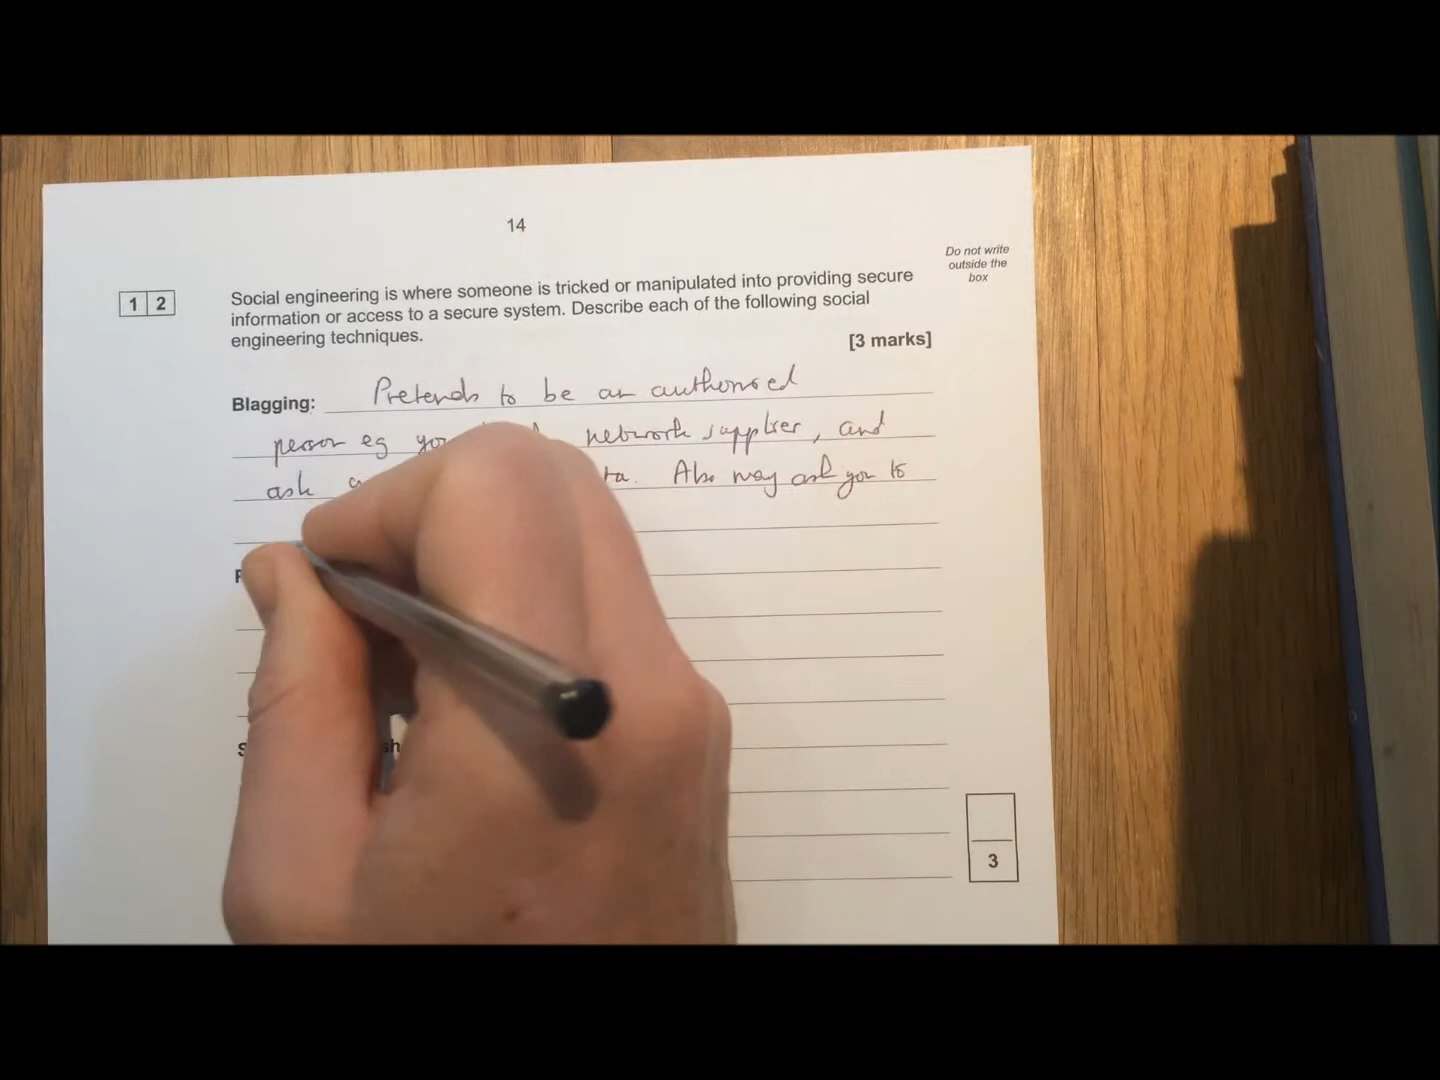 14
Do not write
outside the
box
1 2
Social engineering is where someone is tricked or manipulated into providing secure
information or access to a secure system. Describe each of the following social
engineering techniques.
[3 marks]
Blagging: Pretends to be an authorised
person eg network supplier, and
ask Also may ask you to
3